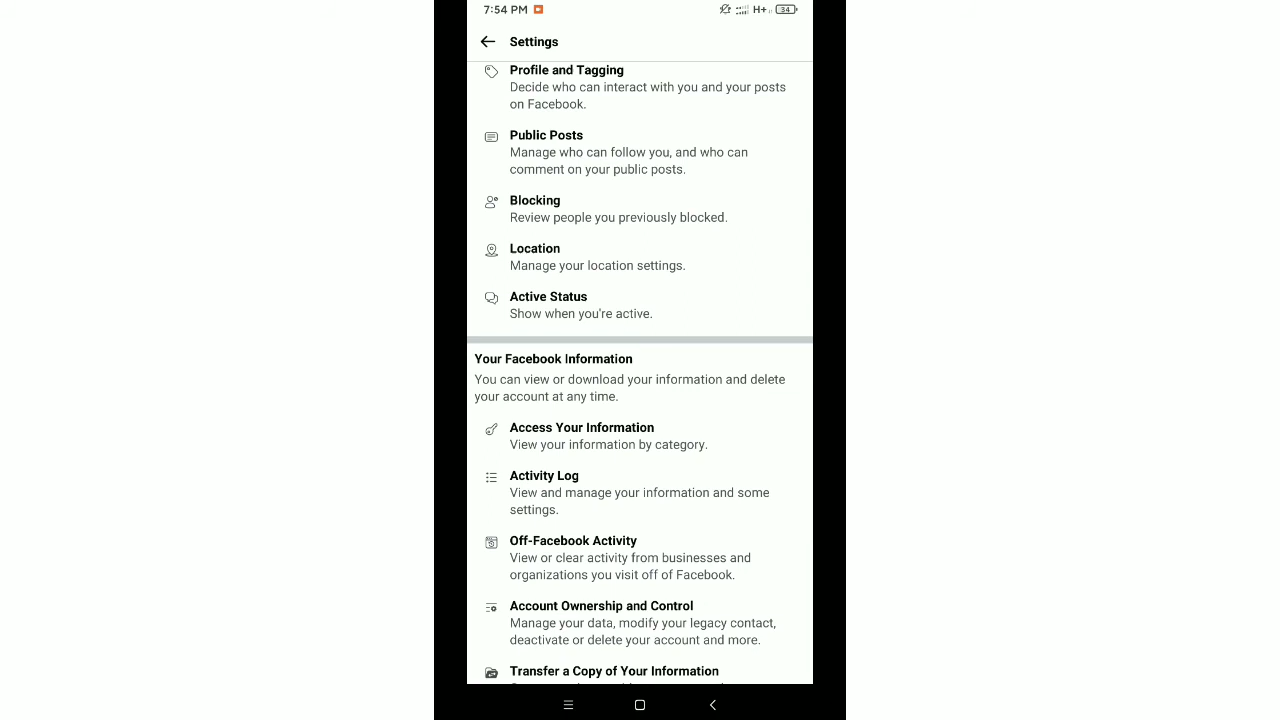 7:54 PM H+ 34
Settings
Profile and Tagging
Decide who can interact with you and your posts
on Facebook.
Public Posts
Manage who can follow you, and who can
comment on your public posts.
Blocking
Review people you previously blocked.
Location
Manage your location settings.
Active Status
Show when you're active.
Your Facebook Information
You can view or download your information and delete
your account at any time.
Access Your Information
View your information by category.
Activity Log
View and manage your information and some
settings.
Off-Facebook Activity
View or clear activity from businesses and
organizations you visit off of Facebook.
Account Ownership and Control
Manage your data, modify your legacy contact,
deactivate or delete your account and more.
Transfer a Copy of Your Information